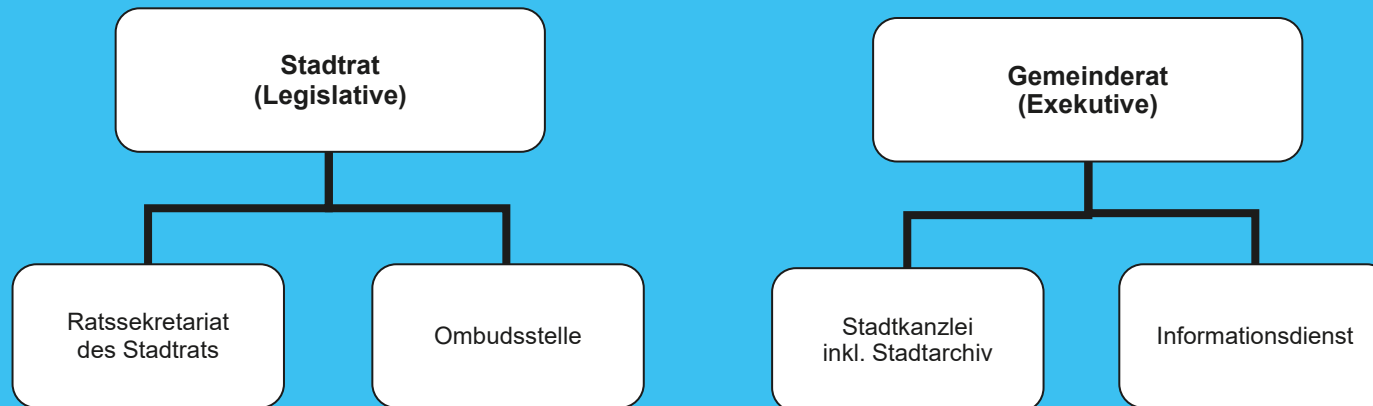 Stadtrat
(Legislative)
Gemeinderat
(Exekutive)
Ratssekretariat
des Stadtrats
Ombudsstelle
Stadtkanzlei
inkl. Stadtarchiv
Informationsdienst